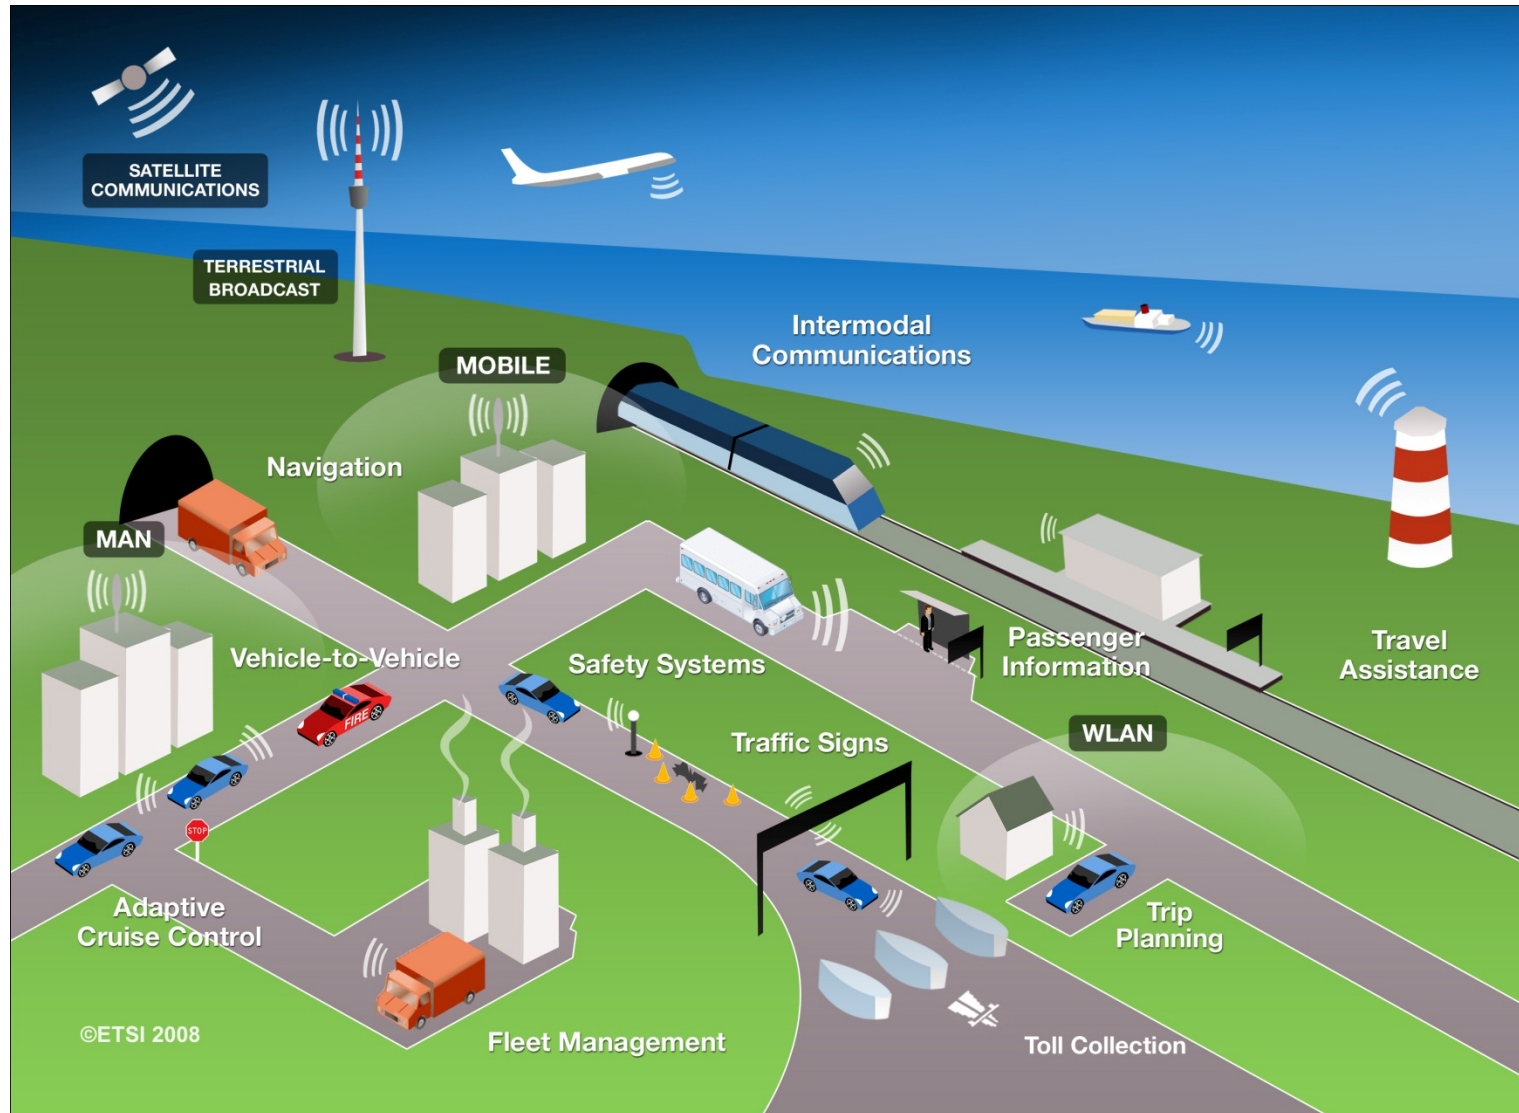 SATELLITE
COMMUNICATIONS
TERRESTRIAL
BROADCAST
Intermodal
Communications
MOBILE
Navigation
MAN
Vehicle-to-Vehicle
Safety Systems
Passenger
Information
Travel
Assistance
FIRE
Traffic Signs
WLAN
STOP
Adaptive
Cruise Control
Trip
Planning
©ETSI 2008
Fleet Management
Toll Collection